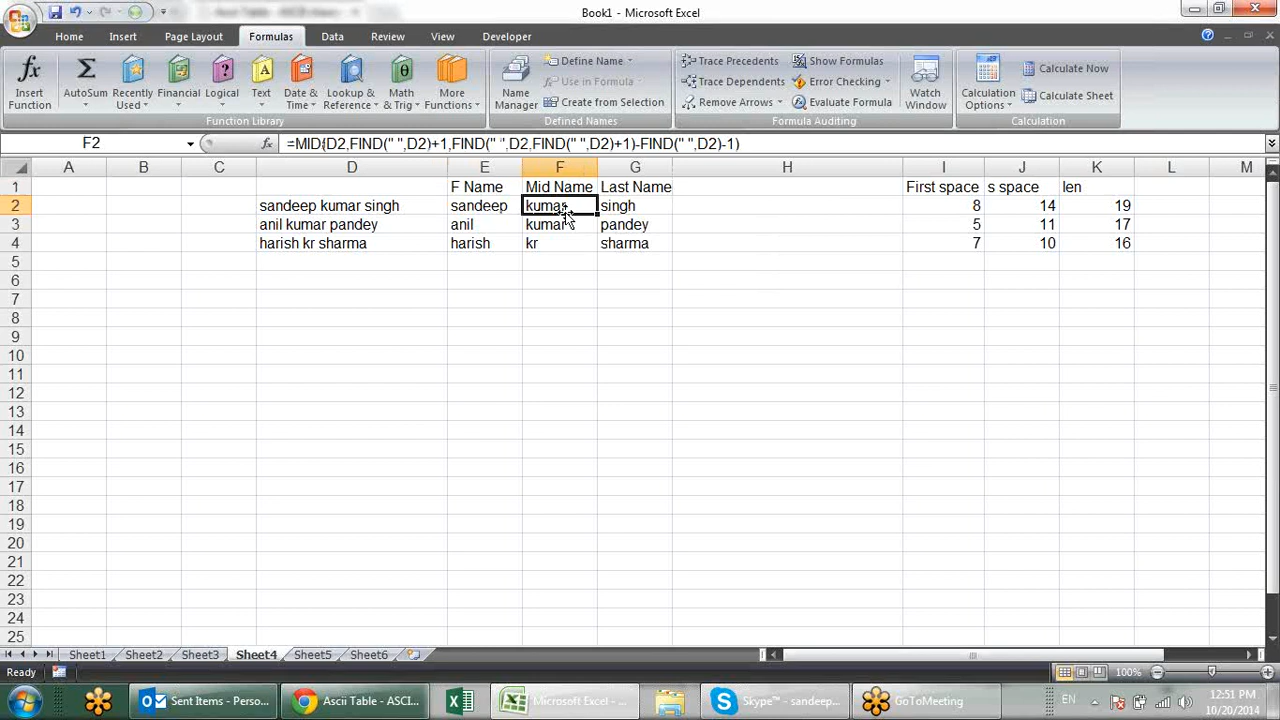 Book1 - Microsoft Excel
Home Insert Page Layout Formulas Data Review View Developer
Insert Function
AutoSum
Recently Used
Financial
Logical
Text
Date & Time
Lookup & Reference
Math & Trig
More Functions
Function Library
Name Manager
Define Name
Use in Formula
Create from Selection
Defined Names
Trace Precedents
Trace Dependents
Remove Arrows
Show Formulas
Error Checking
Evaluate Formula
Formula Auditing
Watch Window
Calculation Options
Calculate Now
Calculate Sheet
Calculation
F2 fx =MID(D2,FIND(" ",D2)+1,FIND(" ",D2,FIND(" ",D2)+1)-FIND(" ",D2)-1)
A B C D E F G H I J K L M
1 F Name Mid Name Last Name First space s space len
2 sandeep kumar singh sandeep kumar singh 8 14 19
3 anil kumar pandey anil kumar pandey 5 11 17
4 harish kr sharma harish kr sharma 7 10 16
5
6
7
8
9
10
11
12
13
14
15
16
17
18
19
20
21
22
23
24
25
Sheet1 Sheet2 Sheet3 Sheet4 Sheet5 Sheet6
Ready 100%
Sent Items - Perso... Ascii Table - ASCI... Microsoft Excel - ... Skype™ - sandeep... GoToMeeting EN 12:51 PM
10/20/2014